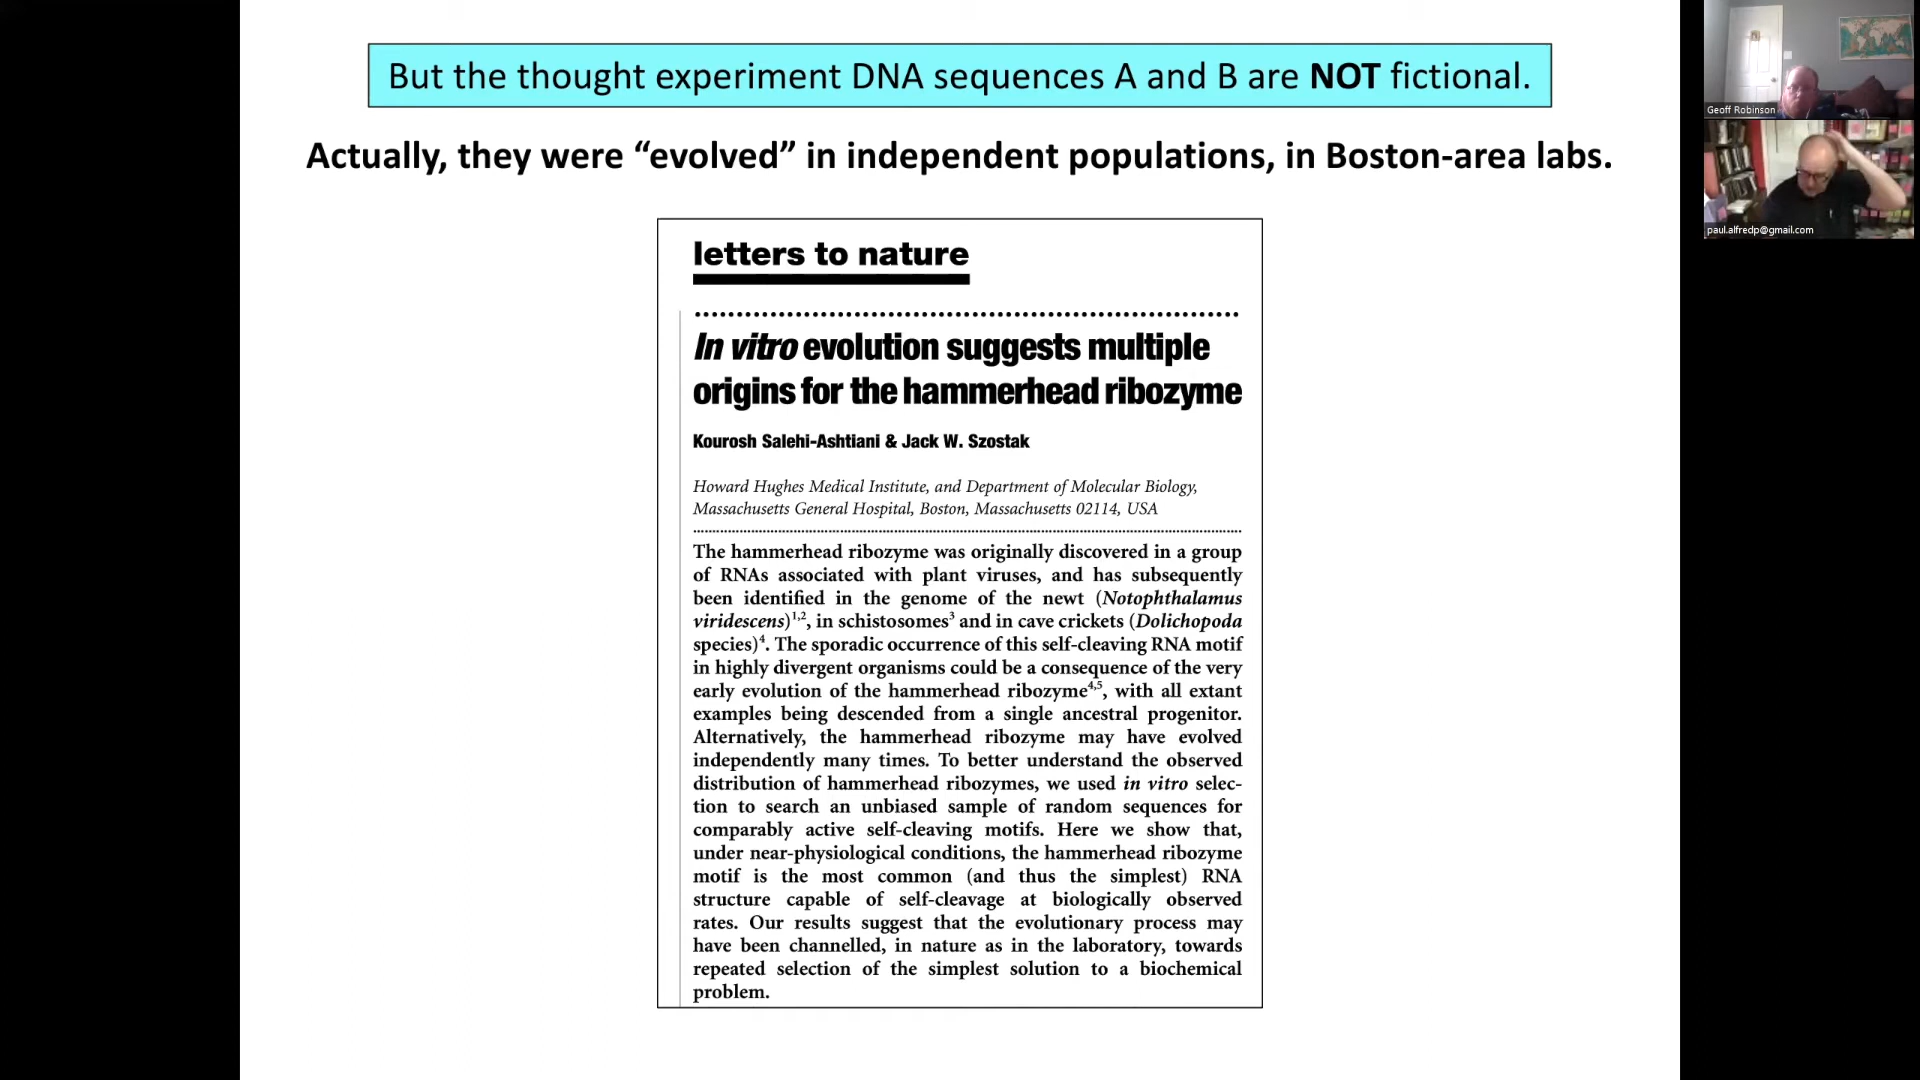 But the thought experiment DNA sequences A and B are NOT fictional.
Actually, they were “evolved” in independent populations, in Boston-area labs.
letters to nature
In vitro evolution suggests multiple
origins for the hammerhead ribozyme
Kourosh Salehi-Ashtiani & Jack W. Szostak
Howard Hughes Medical Institute, and Department of Molecular Biology,
Massachusetts General Hospital, Boston, Massachusetts 02114, USA
The hammerhead ribozyme was originally discovered in a group
of RNAs associated with plant viruses, and has subsequently
been identified in the genome of the newt (Notophthalamus
viridescens)1,2, in schistosomes3 and in cave crickets (Dolichopoda
species)4. The sporadic occurrence of this self-cleaving RNA motif
in highly divergent organisms could be a consequence of the very
early evolution of the hammerhead ribozyme4,5, with all extant
examples being descended from a single ancestral progenitor.
Alternatively, the hammerhead ribozyme may have evolved
independently many times. To better understand the observed
distribution of hammerhead ribozymes, we used in vitro selec-
tion to search an unbiased sample of random sequences for
comparably active self-cleaving motifs. Here we show that,
under near-physiological conditions, the hammerhead ribozyme
motif is the most common (and thus the simplest) RNA
structure capable of self-cleavage at biologically observed
rates. Our results suggest that the evolutionary process may
have been channelled, in nature as in the laboratory, towards
repeated selection of the simplest solution to a biochemical
problem.
Geoff Robinson
paul.alfredp@gmail.com